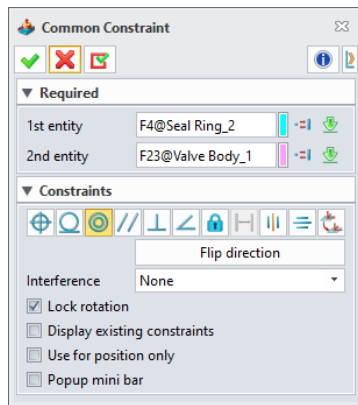 Common Constraint
Required
1st entity F4@Seal Ring_2
2nd entity F23@Valve Body_1
Constraints
Flip direction
Interference None
Lock rotation
Display existing constraints
Use for position only
Popup mini bar